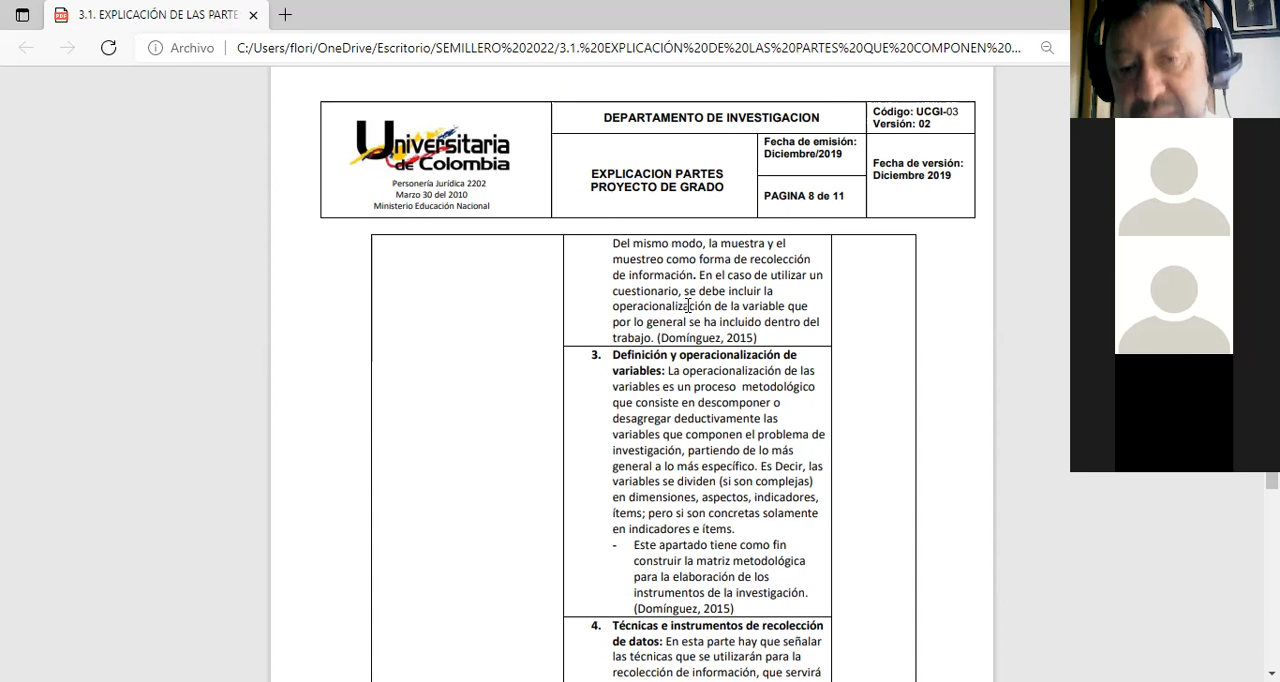 3.1. EXPLICACIÓN DE LAS PARTE
Archivo
C:/Users/flori/OneDrive/Escritorio/SEMILLERO%202022/3.1.%20EXPLICACIÓN%20DE%20LAS%20PARTES%20QUE%20COMPONEN%20...
Universitaria
de Colombia
Personería Jurídica 2202
Marzo 30 del 2010
Ministerio Educación Nacional
DEPARTAMENTO DE INVESTIGACION
EXPLICACION PARTES
PROYECTO DE GRADO
Fecha de emisión:
Diciembre/2019
PAGINA 8 de 11
Código: UCGI-03
Versión: 02
Fecha de versión:
Diciembre 2019
Del mismo modo, la muestra y el
muestreo como forma de recolección
de información. En el caso de utilizar un
cuestionario, se debe incluir la
operacionalización de la variable que
por lo general se ha incluido dentro del
trabajo. (Domínguez, 2015)
3. Definición y operacionalización de
variables: La operacionalización de las
variables es un proceso metodológico
que consiste en descomponer o
desagregar deductivamente las
variables que componen el problema de
investigación, partiendo de lo más
general a lo más específico. Es Decir, las
variables se dividen (si son complejas)
en dimensiones, aspectos, indicadores,
ítems; pero si son concretas solamente
en indicadores e ítems.
- Este apartado tiene como fin
construir la matriz metodológica
para la elaboración de los
instrumentos de la investigación.
(Domínguez, 2015)
4. Técnicas e instrumentos de recolección
de datos: En esta parte hay que señalar
las técnicas que se utilizarán para la
recolección de información, que servirá